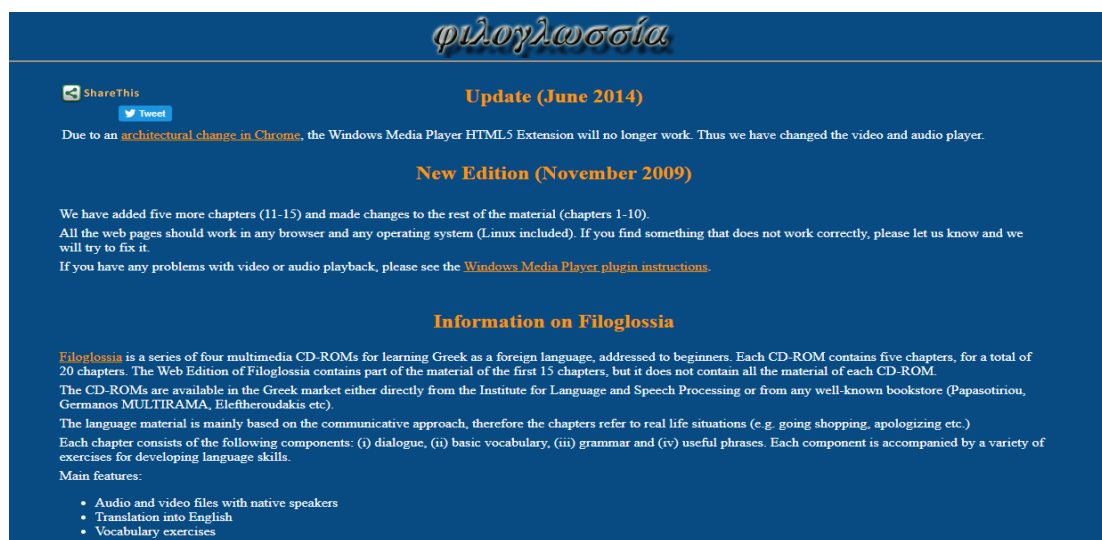 φιλογλωσσία
ShareThis
Update (June 2014)
Tweet
Due to an architectural change in Chrome, the Windows Media Player HTML5 Extension will no longer work. Thus we have changed the video and audio player.
New Edition (November 2009)
We have added five more chapters (11-15) and made changes to the rest of the material (chapters 1-10).
All the web pages should work in any browser and any operating system (Linux included). If you find something that does not work correctly, please let us know and we
will try to fix it.
If you have any problems with video or audio playback, please see the Windows Media Player plugin instructions.
Information on Filoglossia
Filoglossia is a series of four multimedia CD-ROMs for learning Greek as a foreign language, addressed to beginners. Each CD-ROM contains five chapters, for a total of
20 chapters. The Web Edition of Filoglossia contains part of the material of the first 15 chapters, but it does not contain all the material of each CD-ROM.
The CD-ROMs are available in the Greek market either directly from the Institute for Language and Speech Processing or from any well-known bookstore (Papasotiriou,
Germanos MULTIRAMA, Eleftheroudakis etc).
The language material is mainly based on the communicative approach, therefore the chapters refer to real life situations (e.g. going shopping, apologizing etc.)
Each chapter consists of the following components: (i) dialogue, (ii) basic vocabulary, (iii) grammar and (iv) useful phrases. Each component is accompanied by a variety of
exercises for developing language skills.
Main features:
• Audio and video files with native speakers
• Translation into English
• Vocabulary exercises